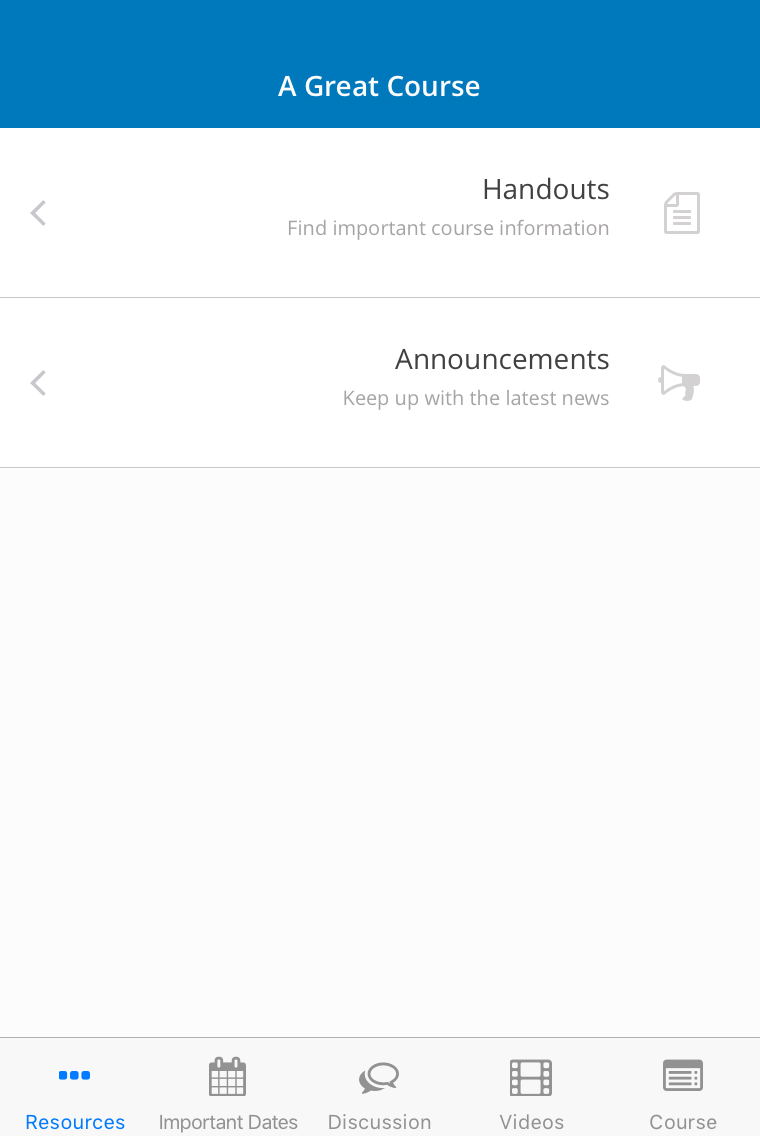 A Great Course
Handouts
Find important course information
Announcements
Keep up with the latest news
Resources
Important Dates
Discussion
Videos
Course